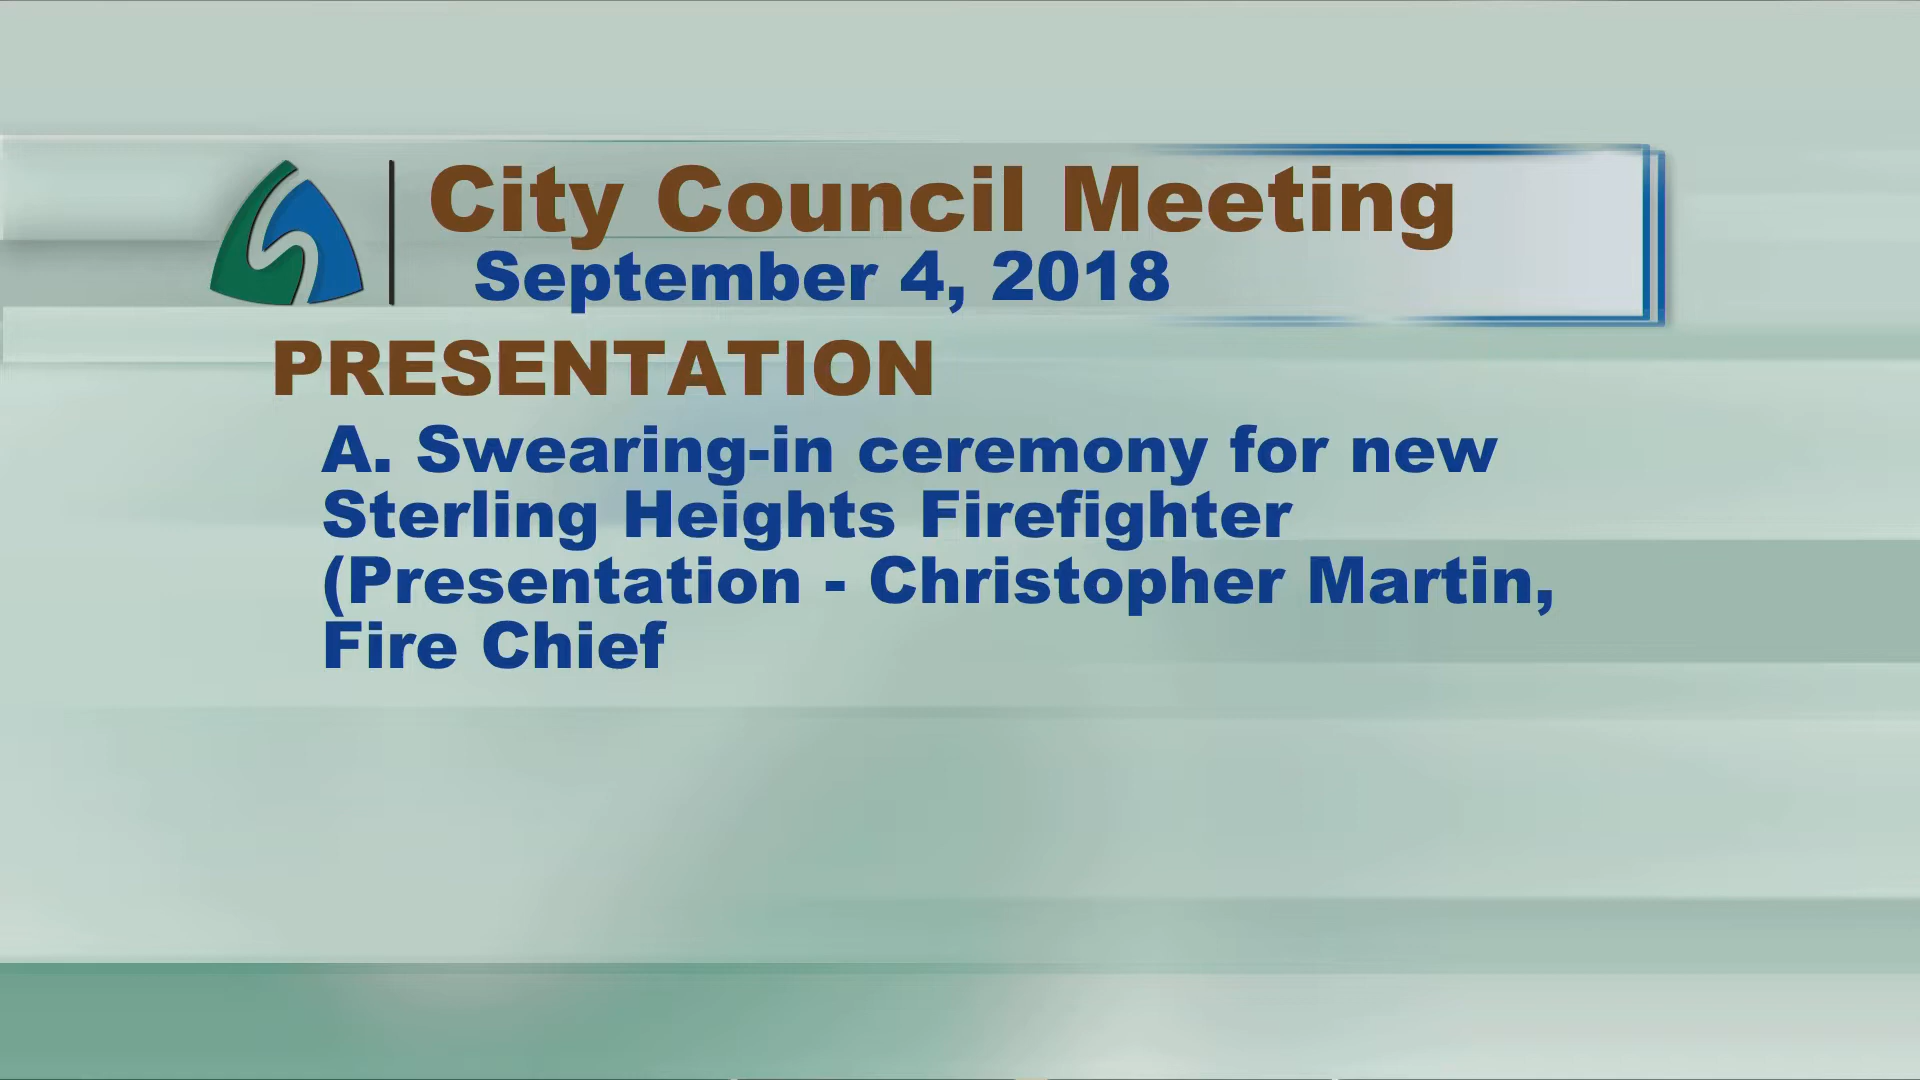 City Council Meeting
September 4, 2018
PRESENTATION
A. Swearing-in ceremony for new
Sterling Heights Firefighter
(Presentation - Christopher Martin,
Fire Chief